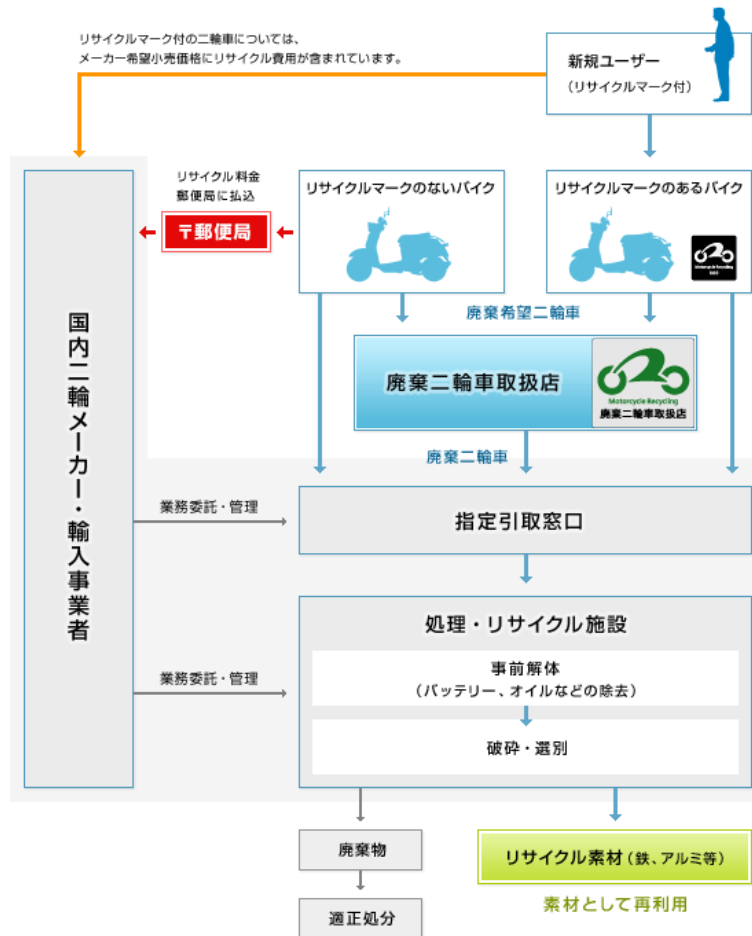 リサイクルマーク付の二輪車については、
メーカー希望小売価格にリサイクル費用が含まれています。
新規ユーザー
（リサイクルマーク付）
リサイクル料金
郵便局に払込
〒郵便局
リサイクルマークのないバイク
リサイクルマークのあるバイク
Motorcycle Recycling
廃棄希望二輪車
廃棄二輪車取扱店
Motorcycle Recycling
廃棄二輪車取扱店
廃棄二輪車
国内二輪メーカー・輸入事業者
業務委託・管理
指定引取窓口
処理・リサイクル施設
業務委託・管理
事前解体
（バッテリー、オイルなどの除去）
破砕・選別
廃棄物
リサイクル素材（鉄、アルミ等）
素材として再利用
適正処分